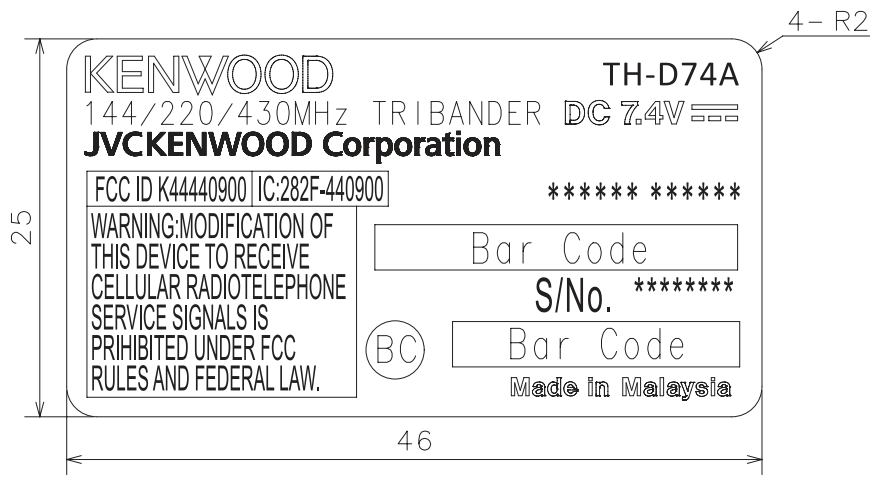 4- R2
KENWOOD TH-D74A
144/220/430MHz TRIBANDER DC 7.4V
JVCKENWOOD Corporation
FCC ID K44440900 IC:282F-440900
****** ******
WARNING:MODIFICATION OF
THIS DEVICE TO RECEIVE
CELLULAR RADIOTELEPHONE
SERVICE SIGNALS IS
PRIHIBITED UNDER FCC
RULES AND FEDERAL LAW.
Bar Code
S/No. ********
BC
Bar Code
Made in Malaysia
25
46